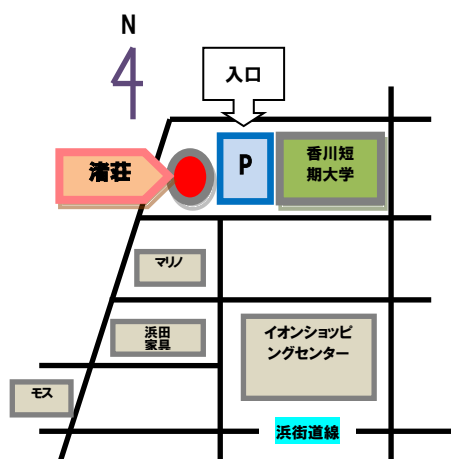 N
入口
渚荘
P
香川短
期大学
マリノ
浜田
家具
イオンショッピ
ングセンター
モス
浜街道線